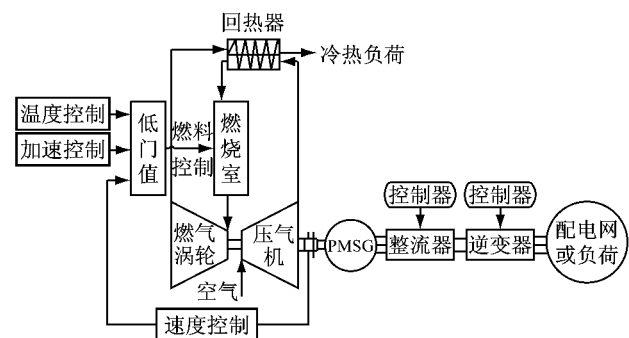 回热器
冷热负荷
温度控制
加速控制
低门值
燃料
控制
燃烧室
控制器
控制器
燃气
涡轮
压气
机
PMSG
整流器
逆变器
配电网
或负荷
空气
速度控制